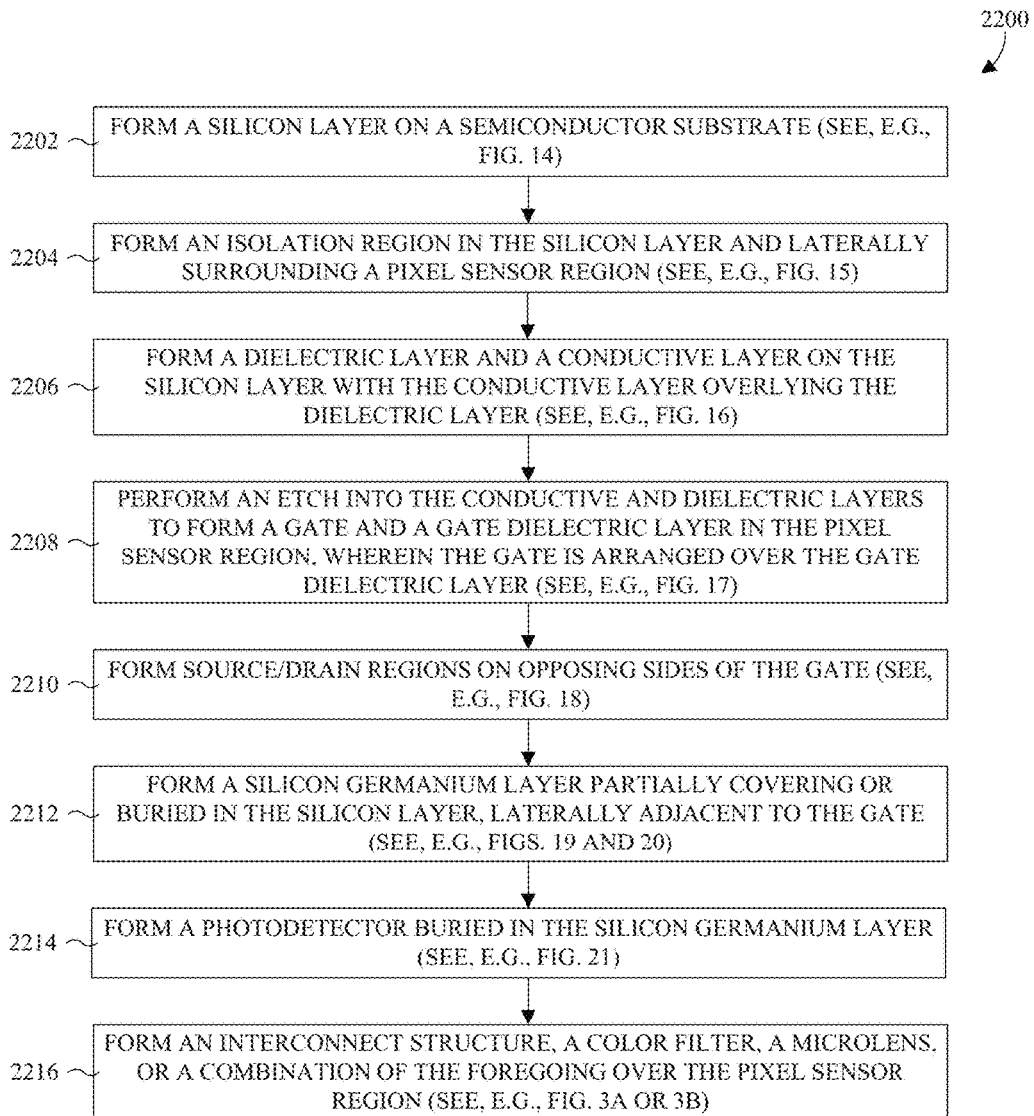 2200
2202
FORM A SILICON LAYER ON A SEMICONDUCTOR SUBSTRATE (SEE, E.G.,
FIG. 14)
2204
FORM AN ISOLATION REGION IN THE SILICON LAYER AND LATERALLY
SURROUNDING A PIXEL SENSOR REGION (SEE, E.G., FIG. 15)
2206
FORM A DIELECTRIC LAYER AND A CONDUCTIVE LAYER ON THE
SILICON LAYER WITH THE CONDUCTIVE LAYER OVERLYING THE
DIELECTRIC LAYER (SEE, E.G., FIG. 16)
2208
PERFORM AN ETCH INTO THE CONDUCTIVE AND DIELECTRIC LAYERS
TO FORM A GATE AND A GATE DIELECTRIC LAYER IN THE PIXEL
SENSOR REGION, WHEREIN THE GATE IS ARRANGED OVER THE GATE
DIELECTRIC LAYER (SEE, E.G., FIG. 17)
2210
FORM SOURCE/DRAIN REGIONS ON OPPOSING SIDES OF THE GATE (SEE,
E.G., FIG. 18)
2212
FORM A SILICON GERMANIUM LAYER PARTIALLY COVERING OR
BURIED IN THE SILICON LAYER, LATERALLY ADJACENT TO THE GATE
(SEE, E.G., FIGS. 19 AND 20)
2214
FORM A PHOTODETECTOR BURIED IN THE SILICON GERMANIUM LAYER
(SEE, E.G., FIG. 21)
2216
FORM AN INTERCONNECT STRUCTURE, A COLOR FILTER, A MICROLENS,
OR A COMBINATION OF THE FOREGOING OVER THE PIXEL SENSOR
REGION (SEE, E.G., FIG. 3A OR 3B)